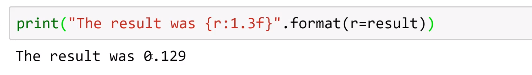 print("The result was {r:1.3f}".format(r=result))
The result was 0.129